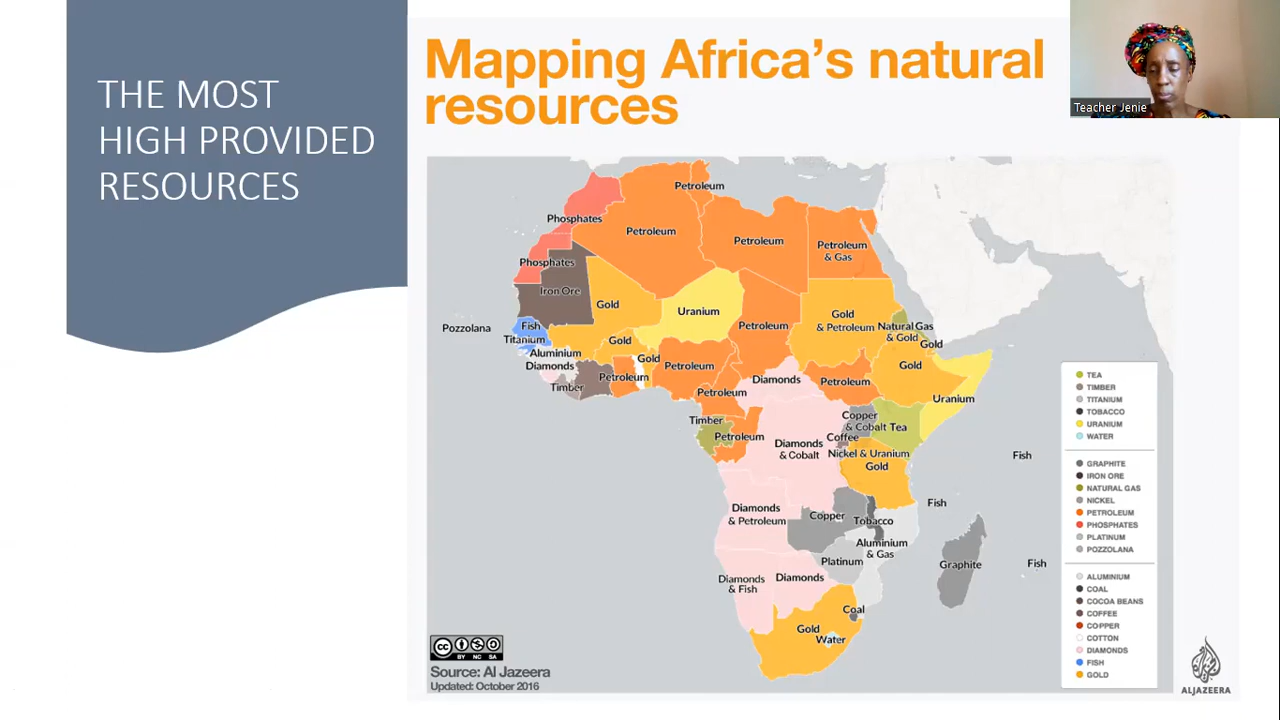 THE MOST
HIGH PROVIDED
RESOURCES
Mapping Africa's natural
resources
Teacher Jenie
Petroleum
Phosphates
Petroleum
Petroleum
Petroleum
& Gas
Phosphates
Iron Ore
Gold
Uranium
Gold
& Petroleum
Natural Gas
& Gold
Gold
Pozzolana
Fish
Titanium
Petroleum
Gold
Aluminium
Diamonds
Gold
Petroleum
Gold
Timber
Petroleum
Petroleum
Diamonds
Petroleum
Uranium
Timber
Petroleum
Copper
& Cobalt
Tea
Coffee
Diamonds
& Cobalt
Nickel & Uranium
Gold
Fish
Fish
Diamonds
& Petroleum
Copper
Tobacco
Aluminium
& Gas
Platinum
Graphite
Fish
Diamonds
& Fish
Diamonds
Coal
Gold
Water
TEA
TIMBER
TITANIUM
TOBACCO
URANIUM
WATER
GRAPHITE
IRON ORE
NATURAL GAS
NICKEL
PETROLEUM
PHOSPHATES
PLATINUM
POZZOLANA
ALUMINIUM
COAL
COCOA BEANS
COFFEE
COPPER
COTTON
DIAMONDS
FISH
GOLD
cc
BY NC SA
Source: Al Jazeera
Updated: October 2016
ALJAZEERA